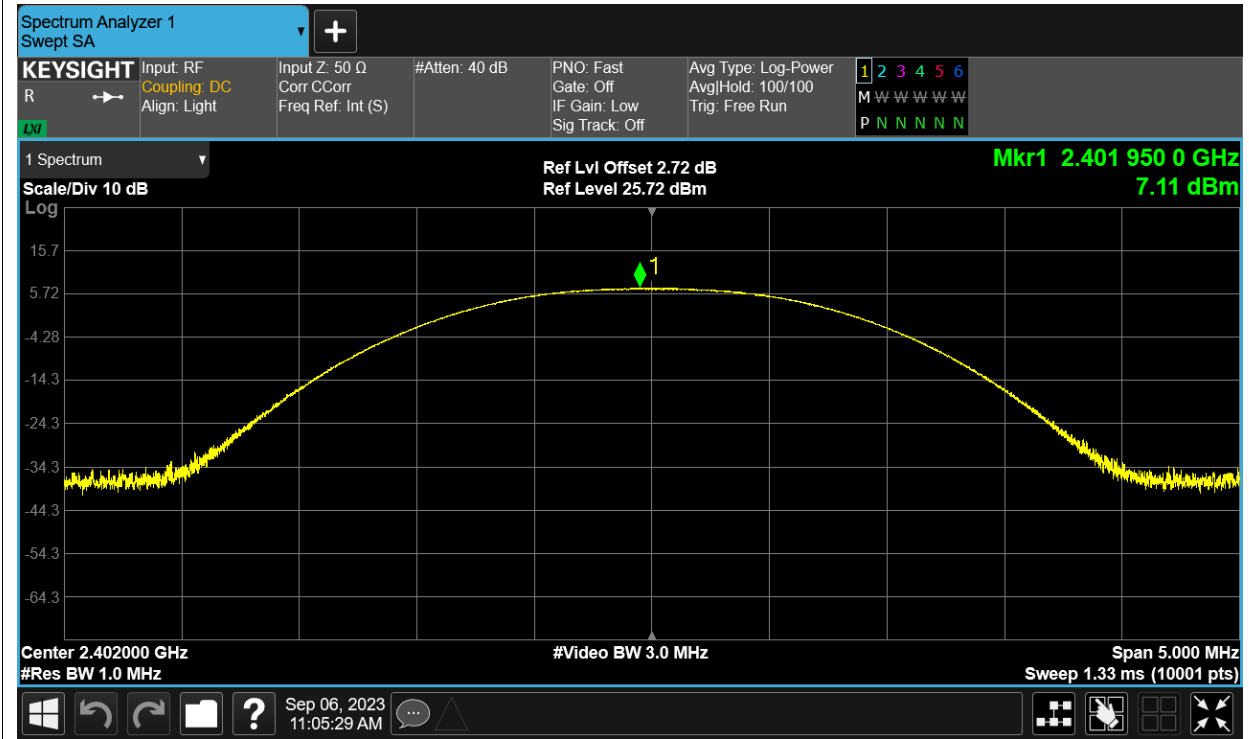 Spectrum Analyzer 1
Swept SA
KEYSIGHT
R
LXI
Input: RF
Coupling: DC
Align: Light
Input Z: 50 Ω
Corr CCorr
Freq Ref: Int (S)
#Atten: 40 dB
PNO: Fast
Gate: Off
IF Gain: Low
Sig Track: Off
Avg Type: Log-Power
Avg|Hold: 100/100
Trig: Free Run
1 2 3 4 5 6
M W W W W W
P N N N N N
1 Spectrum
Scale/Div 10 dB
Log
Ref Lvl Offset 2.72 dB
Ref Level 25.72 dBm
Mkr1 2.401 950 0 GHz
7.11 dBm
15.7
1
5.72
-4.28
-14.3
-24.3
-34.3
-44.3
-54.3
-64.3
Center 2.402000 GHz
#Res BW 1.0 MHz
#Video BW 3.0 MHz
Span 5.000 MHz
Sweep 1.33 ms (10001 pts)
?
Sep 06, 2023
11:05:29 AM